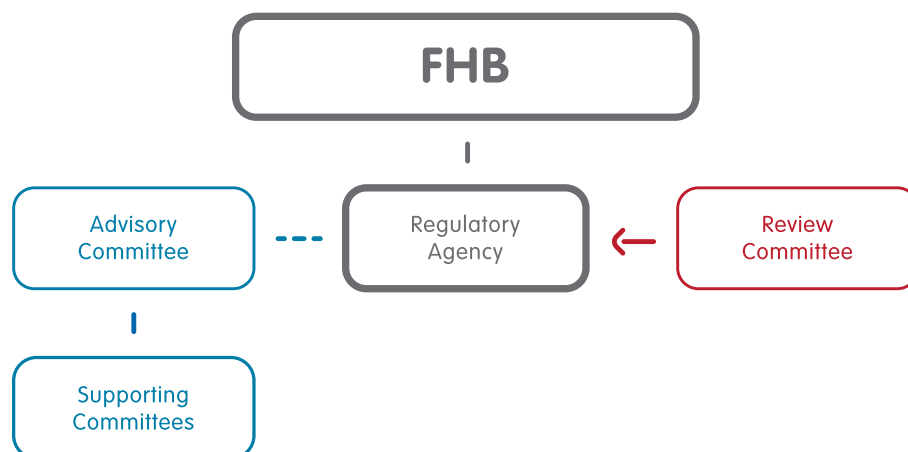 FHB
Advisory
Committee
Regulatory
Agency
Review
Committee
Supporting
Committees